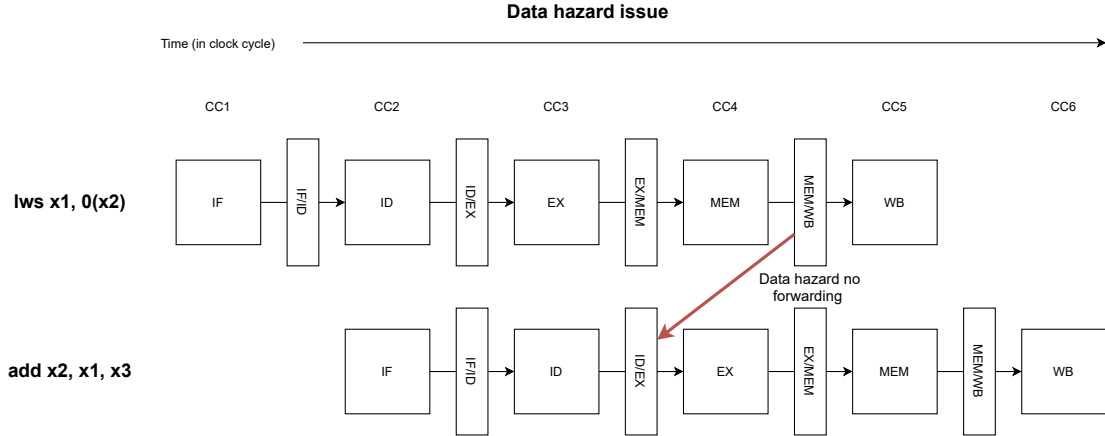 Data hazard issue
Time (in clock cycle)
CC1
CC2
CC3
CC4
CC5
CC6
lws x1, 0(x2)
IF
IF/ID
ID
ID/EX
EX
EX/MEM
MEM
MEM/WB
WB
Data hazard no
forwarding
add x2, x1, x3
IF
IF/ID
ID
ID/EX
EX
EX/MEM
MEM
MEM/WB
WB